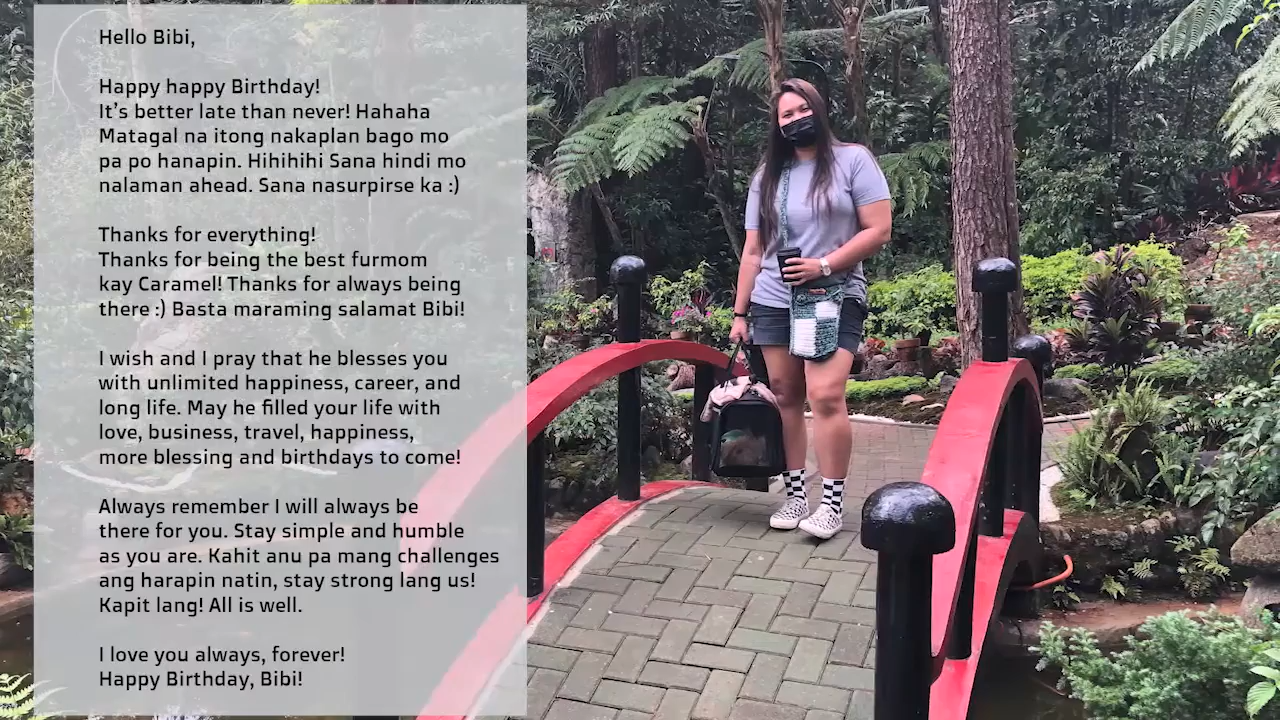 Hello Bibi,
Happy happy Birthday!
It's better late than never! Hahaha
Matagal na itong nakaplan bago mo
pa po hanapin. Hihihihi Sana hindi mo
nalaman ahead. Sana nasurpirse ka :)
Thanks for everything!
Thanks for being the best furmom
kay Caramel! Thanks for always being
there :) Basta maraming salamat Bibi!
I wish and I pray that he blesses you
with unlimited happiness, career, and
long life. May he filled your life with
love, business, travel, happiness,
more blessing and birthdays to come!
Always remember I will always be
there for you. Stay simple and humble
as you are. Kahit anu pa mang challenges
ang harapin natin, stay strong lang us!
Kapit lang! All is well.
I love you always, forever!
Happy Birthday, Bibi!